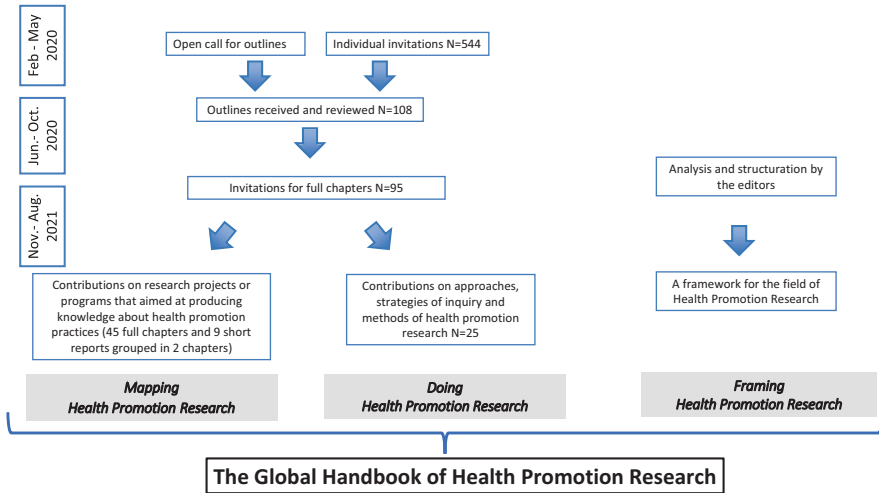 Feb - May
2020
Open call for outlines
Individual invitations N=544
Outlines received and reviewed N=108
Jun.- Oct.
2020
Invitations for full chapters N=95
Analysis and structuration by
the editors
Nov.- Aug.
2021
Contributions on research projects or
programs that aimed at producing
knowledge about health promotion
practices (45 full chapters and 9 short
reports grouped in 2 chapters)
Contributions on approaches,
strategies of inquiry and
methods of health promotion
research N=25
A framework for the field of
Health Promotion Research
Mapping
Health Promotion Research
Doing
Health Promotion Research
Framing
Health Promotion Research
The Global Handbook of Health Promotion Research